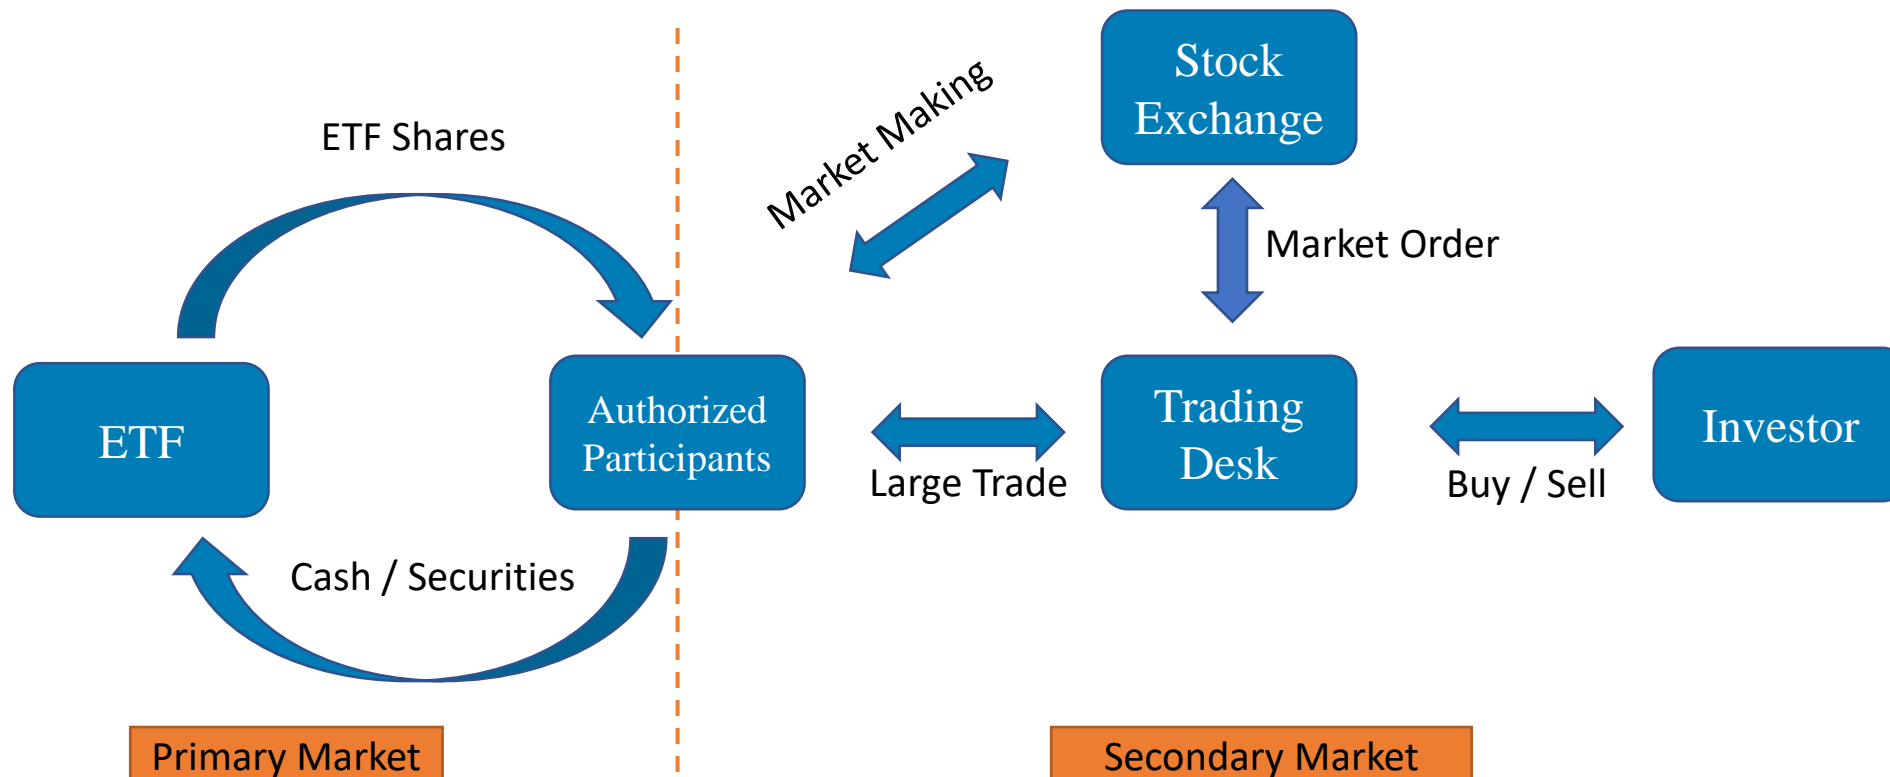 Stock
Exchange
ETF Shares
Market Making
Market Order
ETF
Authorized
Participants
Large Trade
Trading
Desk
Buy / Sell
Investor
Cash / Securities
Primary Market
Secondary Market